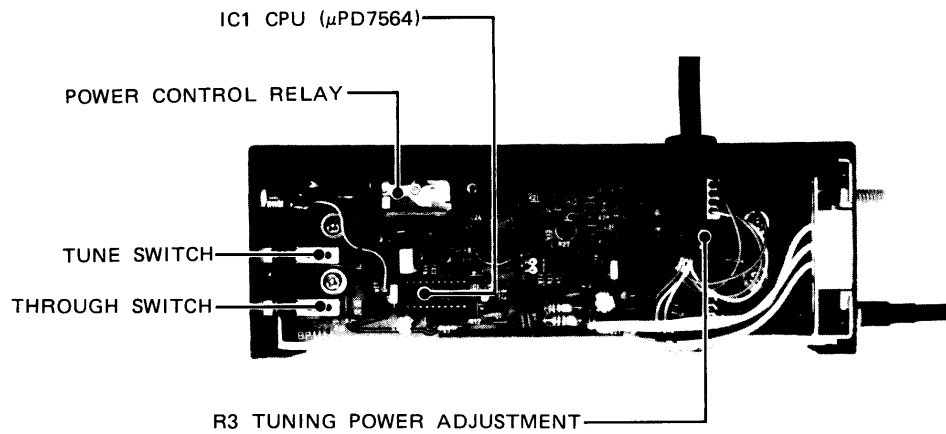 IC1 CPU (μPD7564)
POWER CONTROL RELAY
TUNE SWITCH
THROUGH SWITCH
R3 TUNING POWER ADJUSTMENT